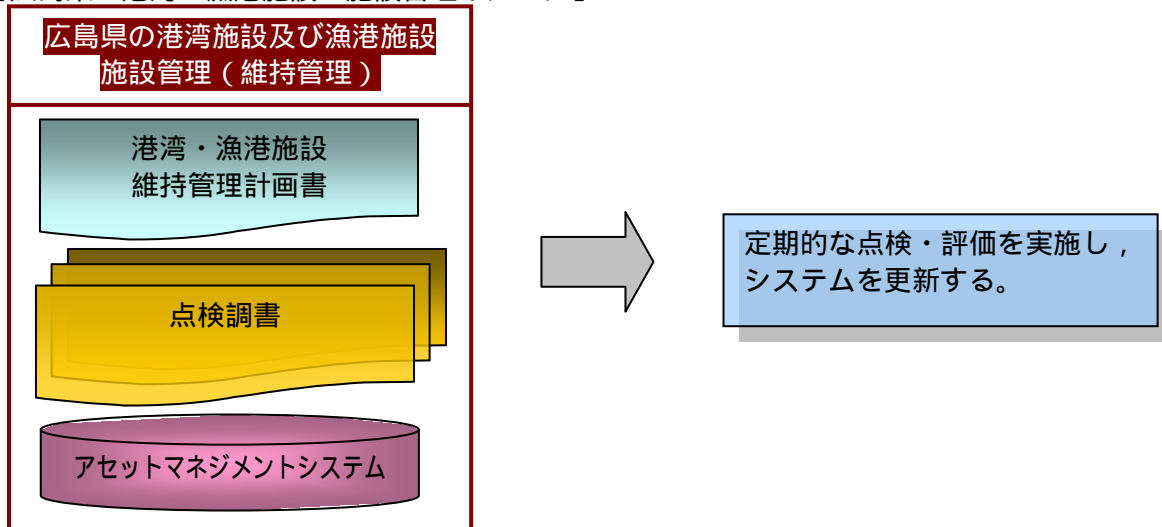 広島県の港湾施設及び漁港施設
施設管理(維持管理)
港湾・漁港施設
維持管理計画書
点検調書
アセットマネジメントシステム
定期的な点検・評価を実施し,
システムを更新する。